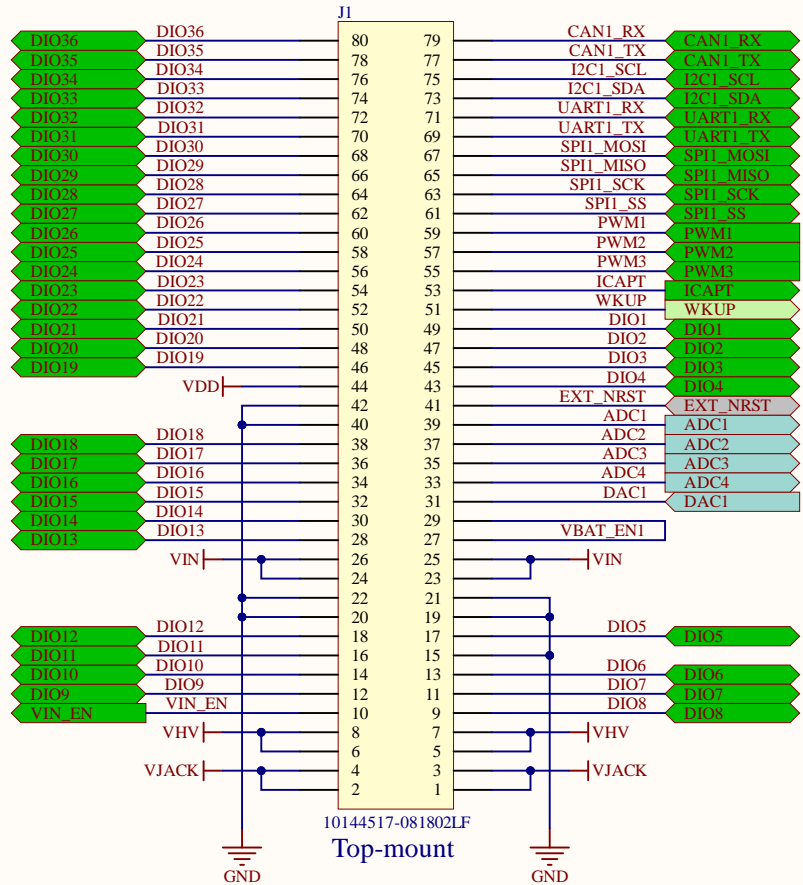 J1
DIO36 DIO36 80 79 CAN1_RX CAN1_RX
DIO35 DIO35 78 77 CAN1_TX CAN1_TX
DIO34 DIO34 76 75 I2C1_SCL I2C1_SCL
DIO33 DIO33 74 73 I2C1_SDA I2C1_SDA
DIO32 DIO32 72 71 UART1_RX UART1_RX
DIO31 DIO31 70 69 UART1_TX UART1_TX
DIO30 DIO30 68 67 SPI1_MOSI SPI1_MOSI
DIO29 DIO29 66 65 SPI1_MISO SPI1_MISO
DIO28 DIO28 64 63 SPI1_SCK SPI1_SCK
DIO27 DIO27 62 61 SPI1_SS SPI1_SS
DIO26 DIO26 60 59 PWM1 PWM1
DIO25 DIO25 58 57 PWM2 PWM2
DIO24 DIO24 56 55 PWM3 PWM3
DIO23 DIO23 54 53 ICAPT ICAPT
DIO22 DIO22 52 51 WKUP WKUP
DIO21 DIO21 50 49 DIO1 DIO1
DIO20 DIO20 48 47 DIO2 DIO2
DIO19 DIO19 46 45 DIO3 DIO3
VDD 44 43 DIO4 DIO4
42 41 EXT_NRST EXT_NRST
40 39 ADC1 ADC1
DIO18 DIO18 38 37 ADC2 ADC2
DIO17 DIO17 36 35 ADC3 ADC3
DIO16 DIO16 34 33 ADC4 ADC4
DIO15 DIO15 32 31 DAC1 DAC1
DIO14 DIO14 30 29
DIO13 DIO13 28 27 VBAT_EN1
VIN 26 25 VIN
24 23
22 21
20 19
DIO12 DIO12 18 17 DIO5 DIO5
DIO11 DIO11 16 15
DIO10 DIO10 14 13 DIO6 DIO6
DIO9 DIO9 12 11 DIO7 DIO7
VIN_EN VIN_EN 10 9 DIO8 DIO8
VHV 8 7 VHV
6 5
VJACK 4 3 VJACK
2 1
10144517-081802LF
Top-mount
GND GND